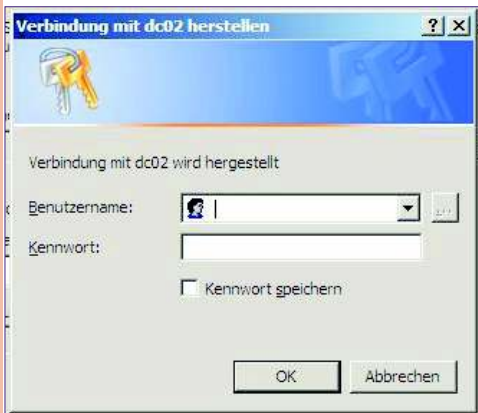 Verbindung mit dc02 herstellen
Verbindung mit dc02 wird hergestellt
Benutzername:
Kennwort:
Kennwort speichern
OK Abbrechen